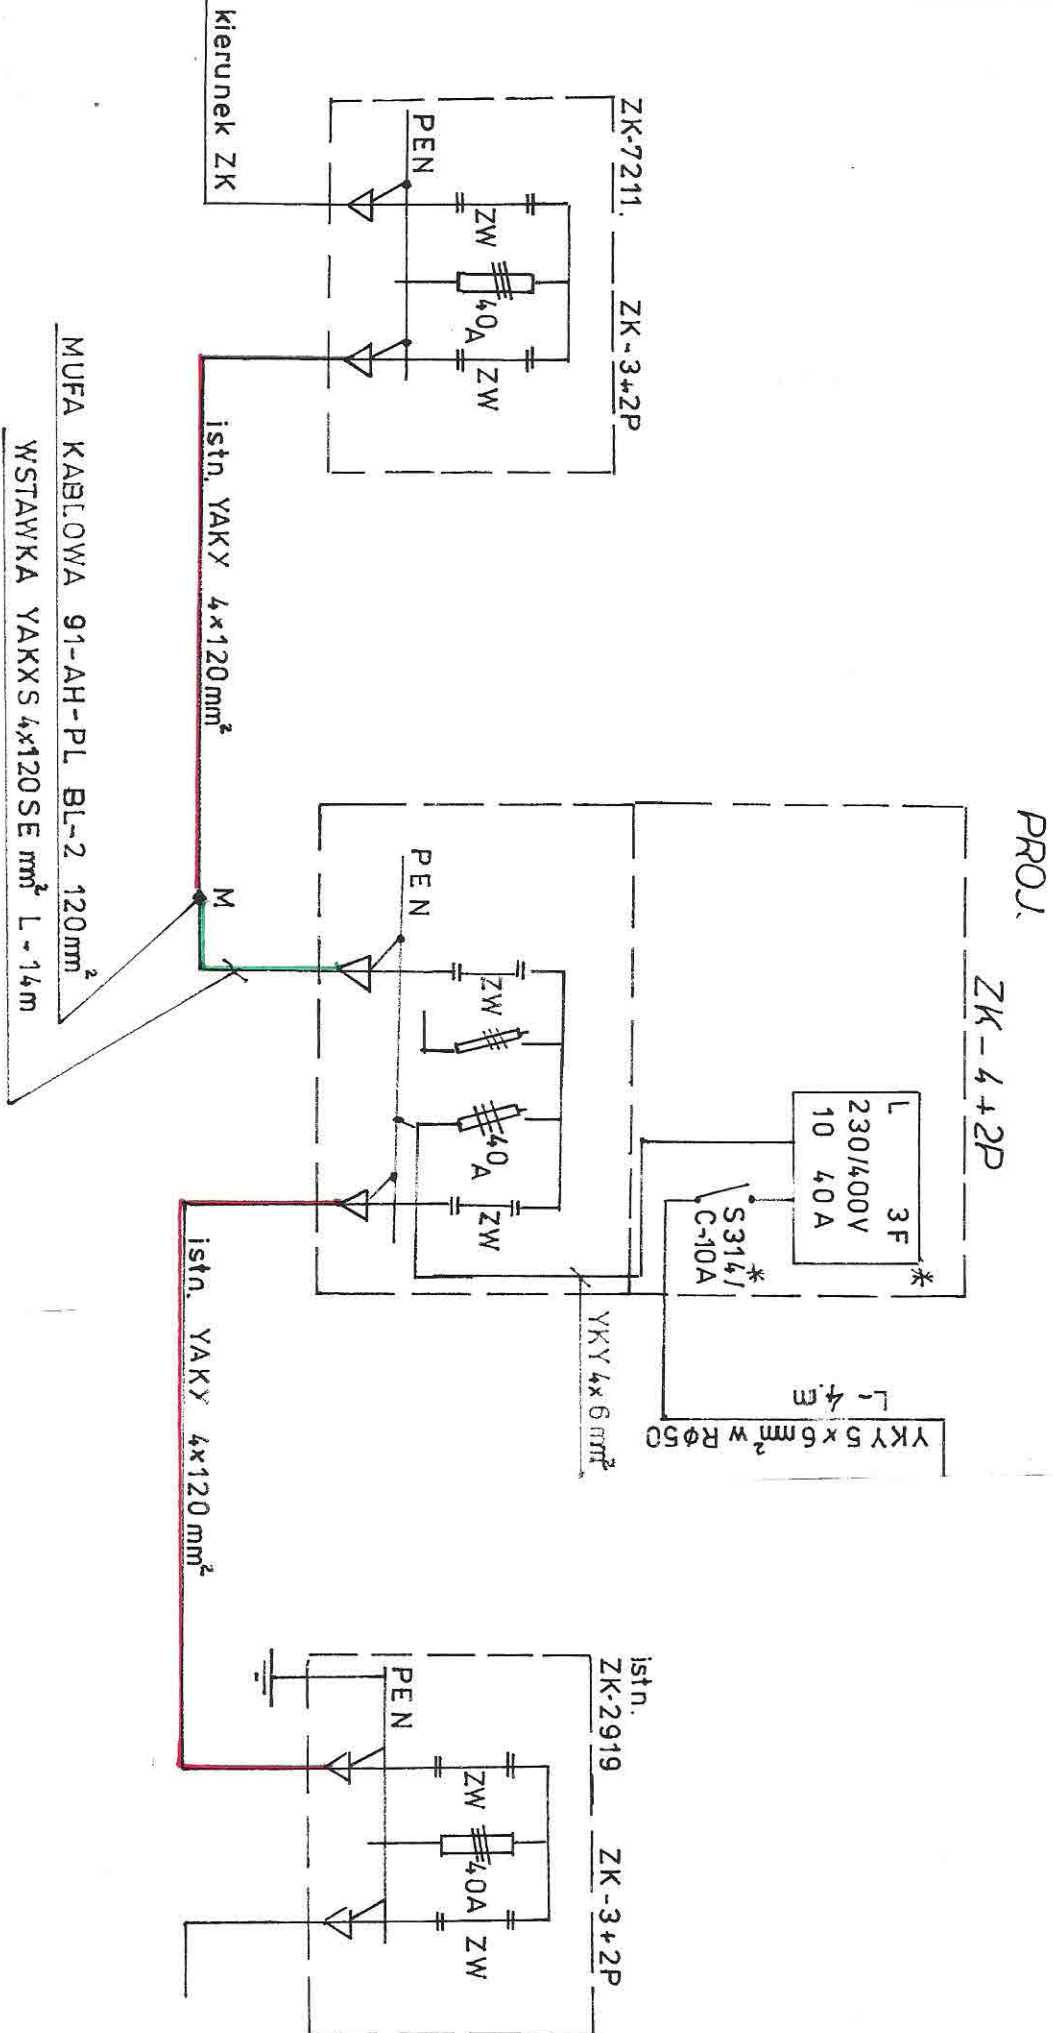 PROJ.
ZK-4+2P
L 3F
230/400V
10 40A
*
S314/*
C-10A
YKY 5x6mm² w RØ50
L-4m
YKY 4x6mm²
ZK-7211.
ZK-3+2P
PEN
ZW
40A
ZW
kierunek ZK
istn. YAKY 4x120mm²
M
MUFA KABLOWA 91-AH-PL BL-2 120mm²
WSTAWKA YAKXS 4x120SE mm² L-14m
PEN
ZW
40A
ZW
istn. YAKY 4x120mm²
istn.
ZK-2919
ZK-3+2P
PEN
ZW
40A
ZW